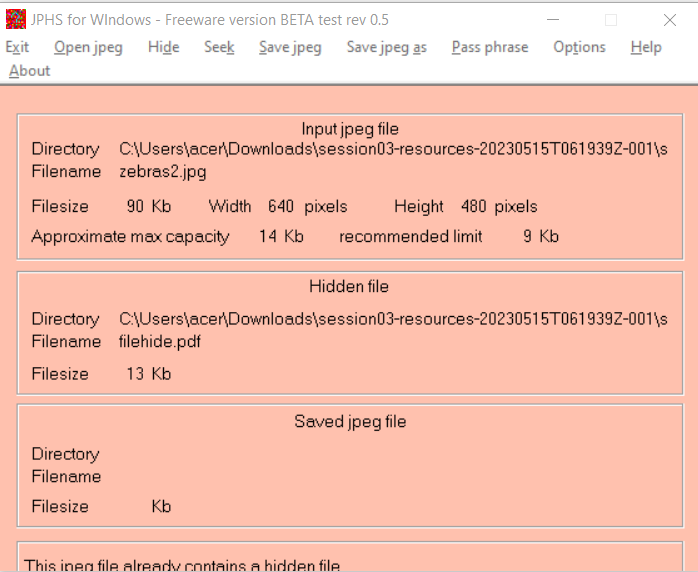 JPHS for WIndows - Freeware version BETA test rev 0.5
Exit Open jpeg Hide Seek Save jpeg Save jpeg as Pass phrase Options Help
About
Input jpeg file
Directory C:\Users\acer\Downloads\session03-resources-20230515T061939Z-001\s
Filename zebras2.jpg
Filesize 90 Kb Width 640 pixels Height 480 pixels
Approximate max capacity 14 Kb recommended limit 9 Kb
Hidden file
Directory C:\Users\acer\Downloads\session03-resources-20230515T061939Z-001\s
Filename filehide.pdf
Filesize 13 Kb
Saved jpeg file
Directory
Filename
Filesize Kb
This jpeg file already contains a hidden file